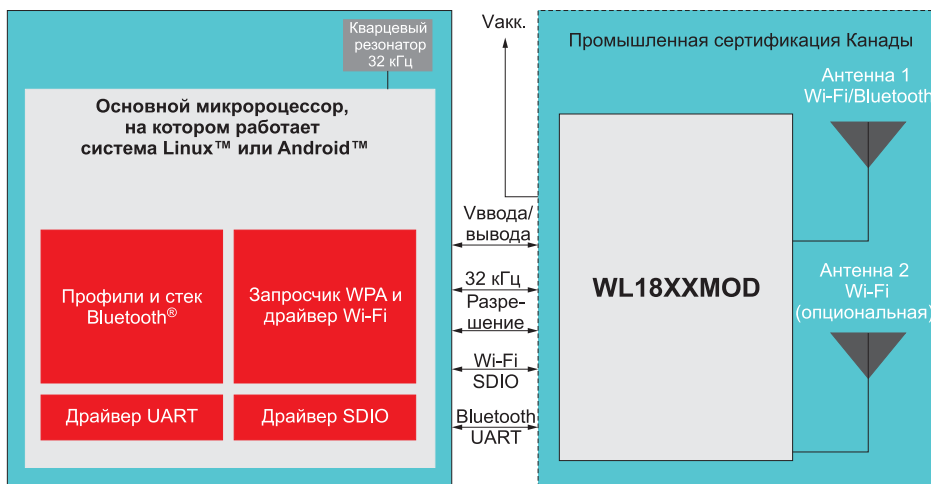 Кварцевый
резонатор
32 кГц
Основной микророцессор,
на котором работает
система Linux™ или Android™
Профили и стек
Bluetooth®
Запросчик WPA и
драйвер Wi-Fi
Драйвер UART
Драйвер SDIO
Vакк.
Vввода/
вывода
32 кГц
Разре-
шение
Wi-Fi
SDIO
Bluetooth
UART
Промышленная сертификация Канады
Антенна 1
Wi-Fi/Bluetooth
WL18XXMOD
Антенна 2
Wi-Fi
(опциональная)